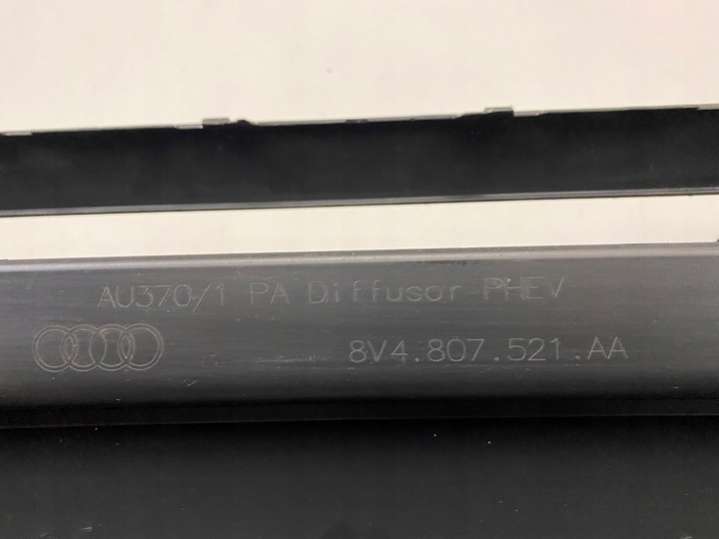 AU370/1 PA Diffusor PHEV
8V4.807.521.AA